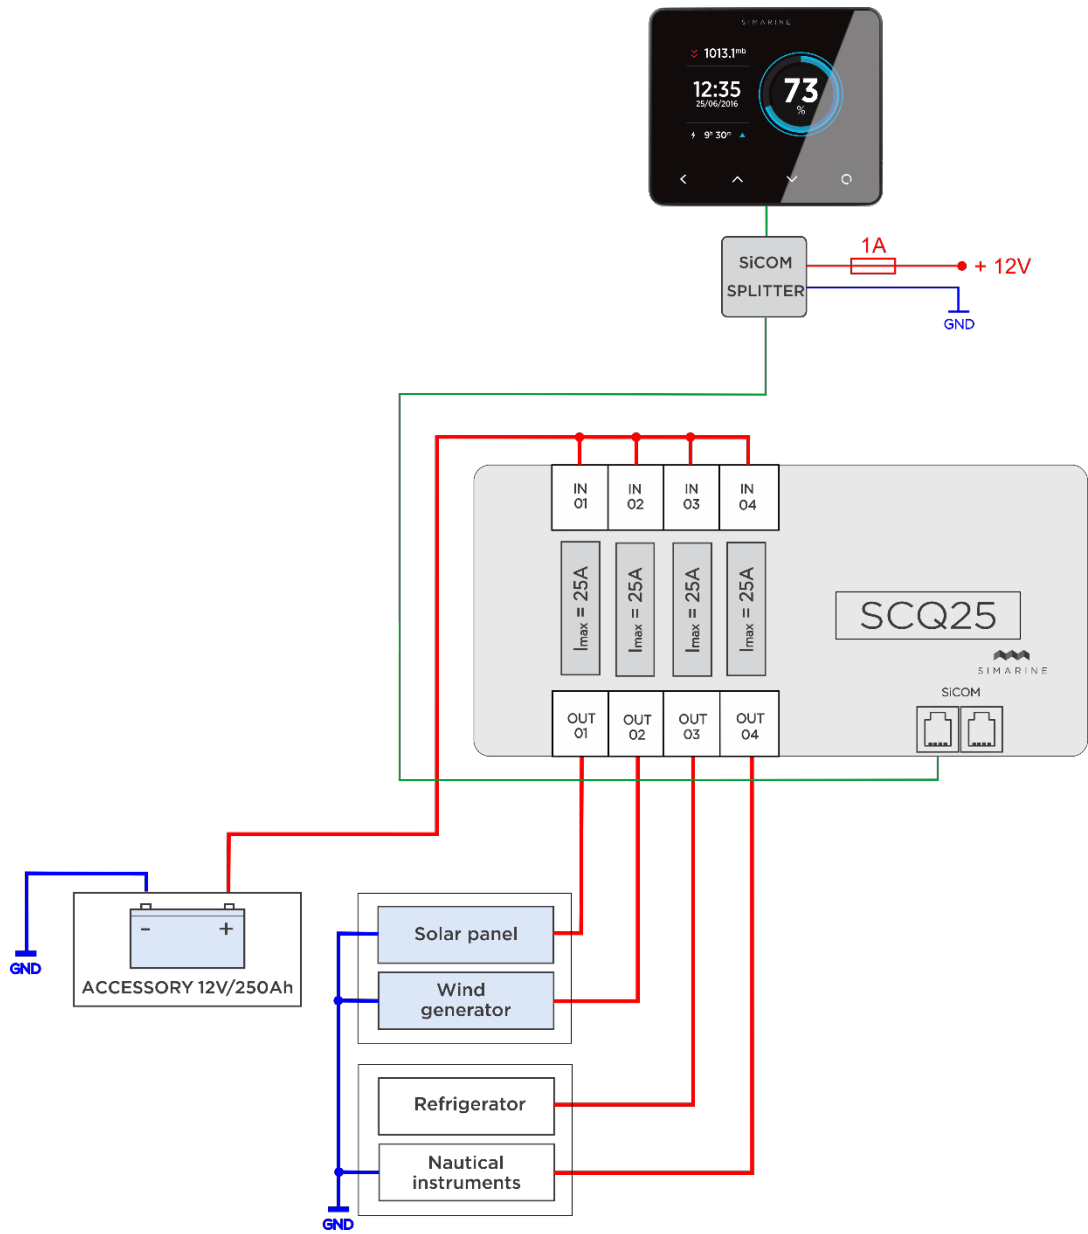 SIMARINE
1013.1mb
12:35
25/06/2016
73
%
9h 30m
SiCOM
SPLITTER
1A
+ 12V
GND
IN
01
IN
02
IN
03
IN
04
Imax = 25A
Imax = 25A
Imax = 25A
Imax = 25A
SCQ25
SIMARINE
SiCOM
OUT
01
OUT
02
OUT
03
OUT
04
- +
ACCESSORY 12V/250Ah
GND
Solar panel
Wind
generator
Refrigerator
Nautical
instruments
GND